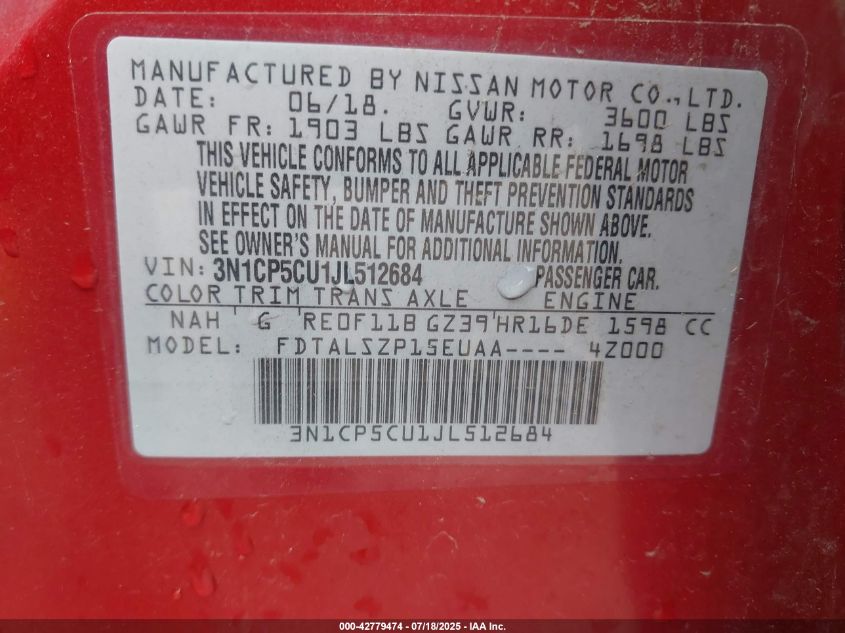 MANUFACTURED BY NISSAN MOTOR CO.,LTD.
DATE: 06/18. GVWR: 3600 LBS
GAWR FR: 1903 LBS GAWR RR: 1698 LBS
THIS VEHICLE CONFORMS TO ALL APPLICABLE FEDERAL MOTOR
VEHICLE SAFETY, BUMPER AND THEFT PREVENTION STANDARDS
IN EFFECT ON THE DATE OF MANUFACTURE SHOWN ABOVE.
SEE OWNER'S MANUAL FOR ADDITIONAL INFORMATION.
VIN: 3N1CP5CU1JL512684 PASSENGER CAR.
COLOR TRIM TRANS AXLE ENGINE
NAH G RE0F11B GZ39 HR16DE 1598 CC
MODEL: FDTALSZP15EUAA---- 4Z000
3N1CP5CU1JL512684
000-42779474 | 07/18/2025 - IAA Inc.